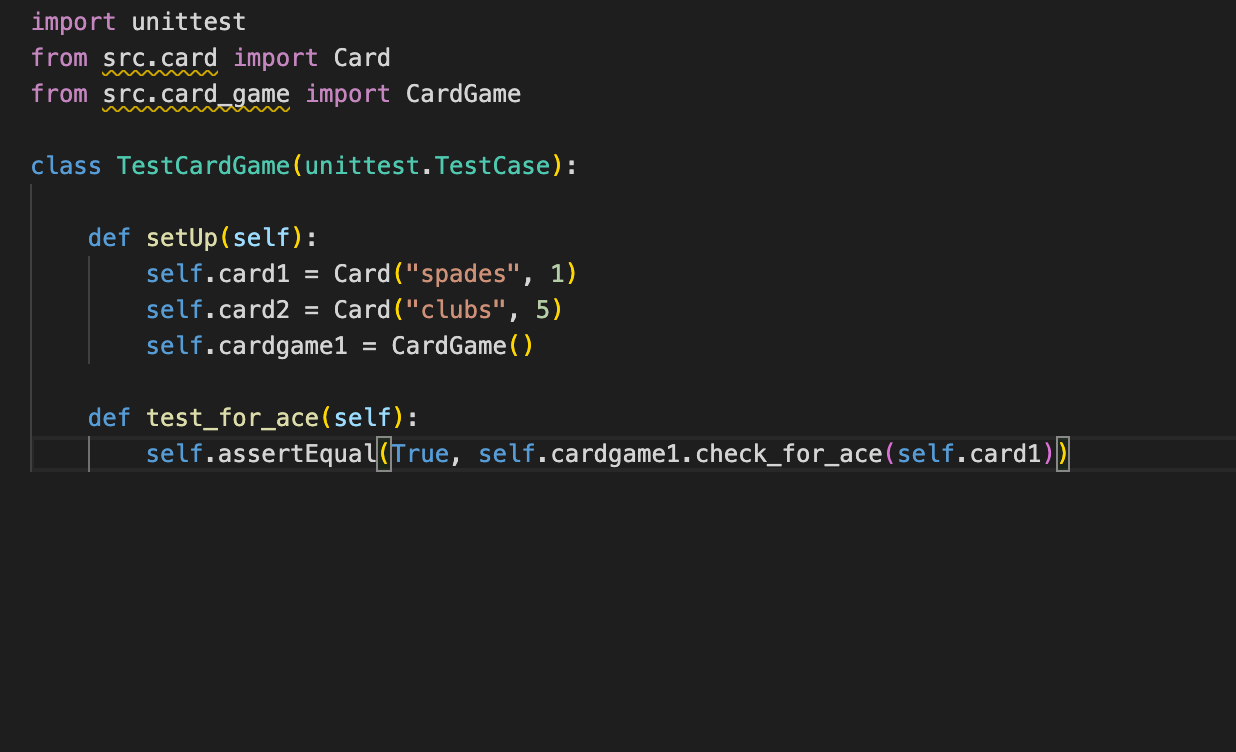 import unittest
from src.card import Card
from src.card_game import CardGame
class TestCardGame(unittest.TestCase):
def setUp(self):
self.card1 = Card("spades", 1)
self.card2 = Card("clubs", 5)
self.cardgame1 = CardGame()
def test_for_ace(self):
self.assertEqual(True, self.cardgame1.check_for_ace(self.card1))